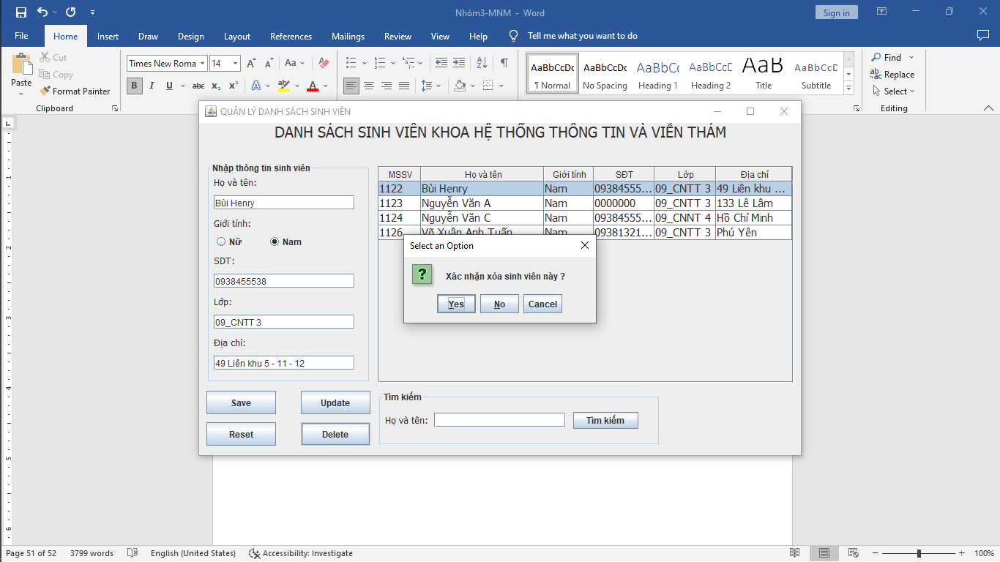 Nhóm3-MNM - Word
Sign in
File Home Insert Draw Design Layout References Mailings Review View Help Tell me what you want to do
Paste
Cut
Copy
Format Painter
Clipboard
Times New Roma 14
B I U abc x₂ x²
AaBbCcDc AaBbCcDc AaBbCc AaBbCcD AaB AaBbCcD
¶ Normal No Spacing Heading 1 Heading 2 Title Subtitle
Find
Replace
Select
Editing
QUẢN LÝ DANH SÁCH SINH VIÊN
DANH SÁCH SINH VIÊN KHOA HỆ THỐNG THÔNG TIN VÀ VIỄN THÁM
Nhập thông tin sinh viên
Họ và tên:
Bùi Henry
Giới tính:
Nữ Nam
SDT:
0938455538
Lớp:
09_CNTT 3
Địa chỉ:
49 Liên khu 5 - 11 - 12
Save Update
Reset Delete
MSSV Họ và tên Giới tính SĐT Lớp Địa chỉ
1122 Bùi Henry Nam 09384555... 09_CNTT 3 49 Liên khu ...
1123 Nguyễn Văn A Nam 0000000 09_CNTT 3 133 Lê Lâm
1124 Nguyễn Văn C Nam 09384555... 09_CNNT 4 Hồ Chí Minh
1126 Võ Xuân Anh Tuấn Nam 09381321... 09_CNTT 3 Phú Yên
Select an Option
Xác nhận xóa sinh viên này ?
Yes No Cancel
Tìm kiếm
Họ và tên:
Tìm kiếm
Page 51 of 52 3799 words English (United States) Accessibility: Investigate 100%